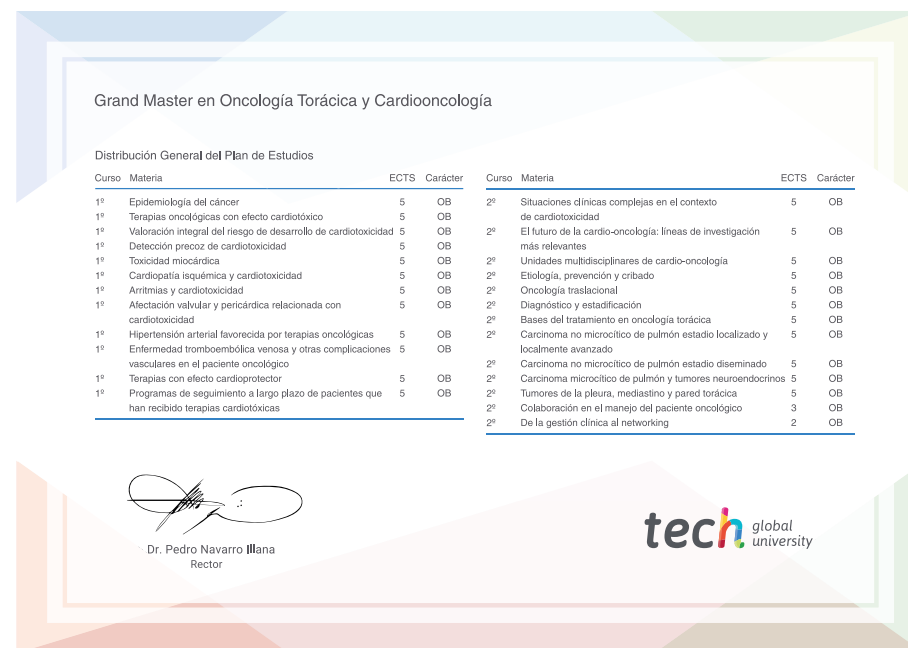 Grand Master en Oncología Torácica y Cardiooncología
Distribución General del Plan de Estudios
Curso Materia ECTS Carácter
1º Epidemiología del cáncer 5 OB
1º Terapias oncológicas con efecto cardiotóxico 5 OB
1º Valoración integral del riesgo de desarrollo de cardiotoxicidad 5 OB
1º Detección precoz de cardiotoxicidad 5 OB
1º Toxicidad miocárdica 5 OB
1º Cardiopatía isquémica y cardiotoxicidad 5 OB
1º Arritmias y cardiotoxicidad 5 OB
1º Afectación valvular y pericárdica relacionada con 5 OB
cardiotoxicidad
1º Hipertensión arterial favorecida por terapias oncológicas 5 OB
1º Enfermedad tromboembólica venosa y otras complicaciones 5 OB
vasculares en el paciente oncológico
1º Terapias con efecto cardioprotector 5 OB
1º Programas de seguimiento a largo plazo de pacientes que 5 OB
han recibido terapias cardiotóxicas
Curso Materia ECTS Carácter
2º Situaciones clínicas complejas en el contexto 5 OB
de cardiotoxicidad
2º El futuro de la cardio-oncología: líneas de investigación 5 OB
más relevantes
2º Unidades multidisciplinares de cardio-oncología 5 OB
2º Etiología, prevención y cribado 5 OB
2º Oncología traslacional 5 OB
2º Diagnóstico y estadificación 5 OB
2º Bases del tratamiento en oncología torácica 5 OB
2º Carcinoma no microcítico de pulmón estadio localizado y 5 OB
localmente avanzado
2º Carcinoma no microcítico de pulmón estadio diseminado 5 OB
2º Carcinoma microcítico de pulmón y tumores neuroendocrinos 5 OB
2º Tumores de la pleura, mediastino y pared torácica 5 OB
2º Colaboración en el manejo del paciente oncológico 3 OB
2º De la gestión clínica al networking 2 OB
Dr. Pedro Navarro Illana
Rector
tech global
university